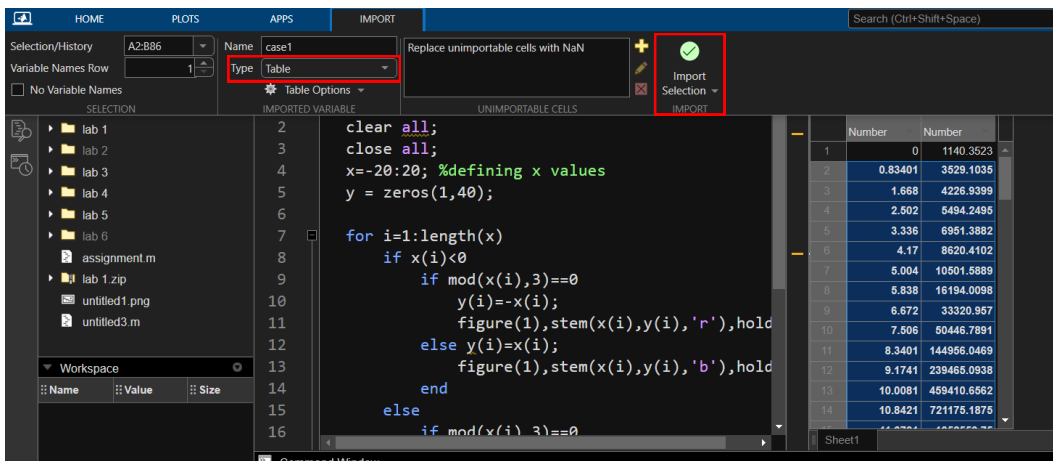 HOME PLOTS APPS IMPORT Search (Ctrl+Shift+Space)
Selection/History A2:B86 Name case1 Replace unimportable cells with NaN
Variable Names Row 1 Type Table Import
No Variable Names Table Options Selection
SELECTION IMPORTED VARIABLE UNIMPORTABLE CELLS IMPORT
lab 1
lab 2
lab 3
lab 4
lab 5
lab 6
assignment.m
lab 1.zip
untitled1.png
untitled3.m
Workspace
Name Value Size
2 clear all;
3 close all;
4 x=-20:20; %defining x values
5 y = zeros(1,40);
6
7 for i=1:length(x)
8 if x(i)<0
9 if mod(x(i),3)==0
10 y(i)=-x(i);
11 figure(1),stem(x(i),y(i),'r'),hold
12 else y(i)=x(i);
13 figure(1),stem(x(i),y(i),'b'),hold
14 end
15 else
16 if mod(x(i),3)==0
Command Window
Number Number
1 0 1140.3523
2 0.83401 3529.1035
3 1.668 4226.9399
4 2.502 5494.2495
5 3.336 6951.3882
6 4.17 8620.4102
7 5.004 10501.5889
8 5.838 16194.0098
9 6.672 33320.957
10 7.506 50446.7891
11 8.3401 144956.0469
12 9.1741 239465.0938
13 10.0081 459410.6562
14 10.8421 721175.1875
Sheet1